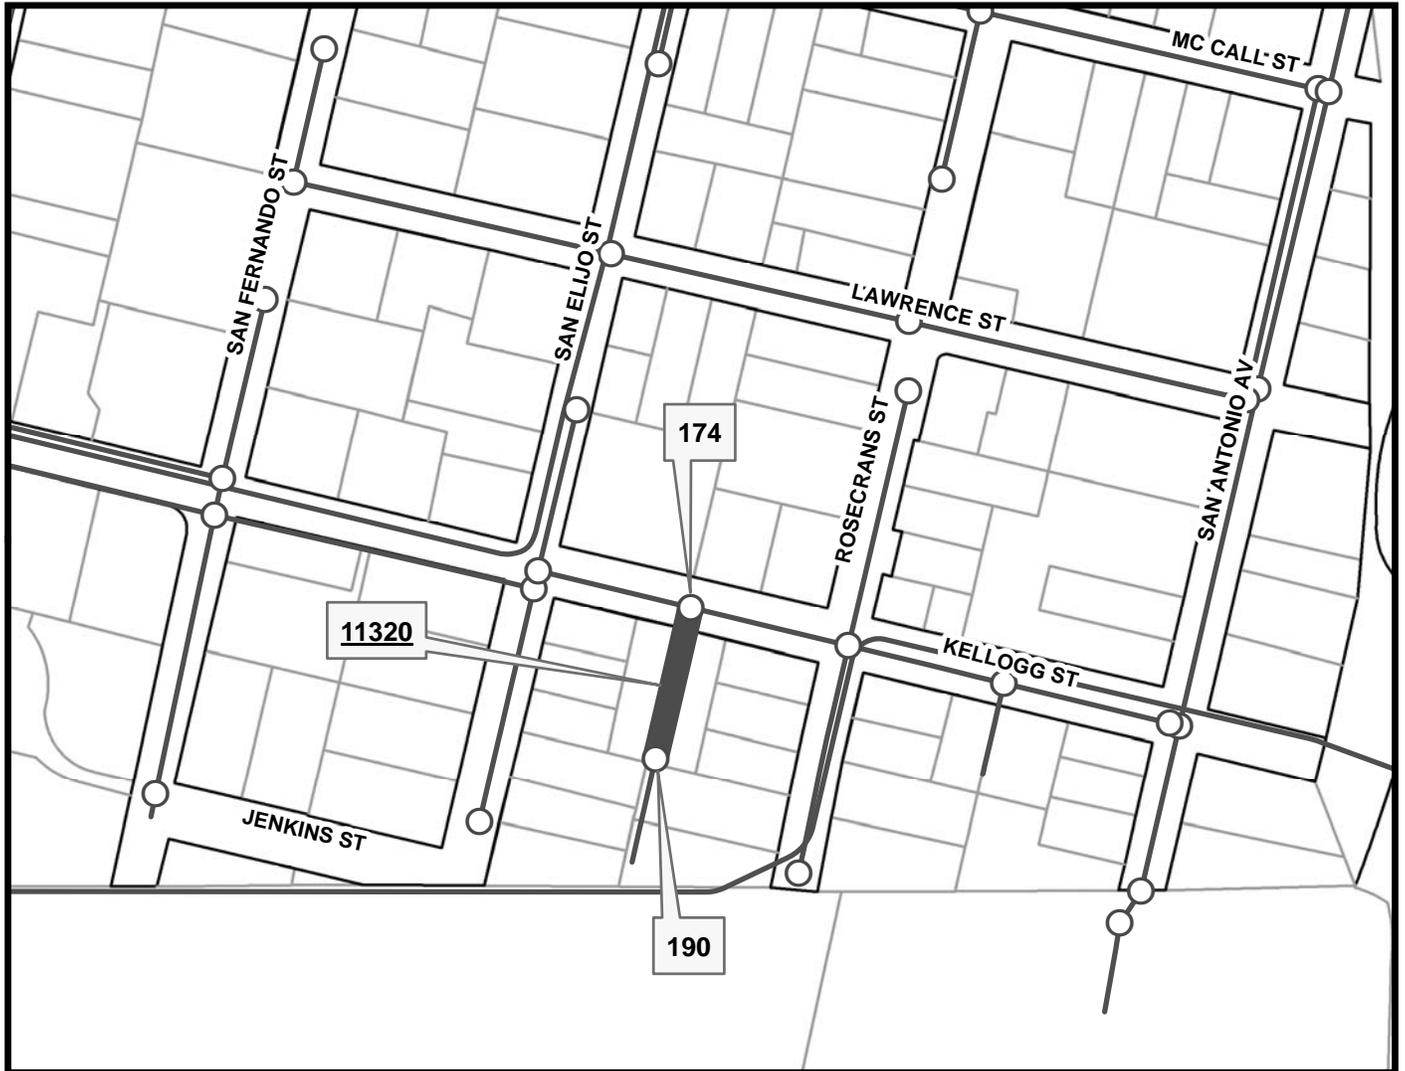 MC CALL ST
SAN FERNANDO ST
SAN ELIJO ST
LAWRENCE ST
SAN ANTONIO AV
174
ROSECRANS ST
11320
KELLOGG ST
JENKINS ST
190